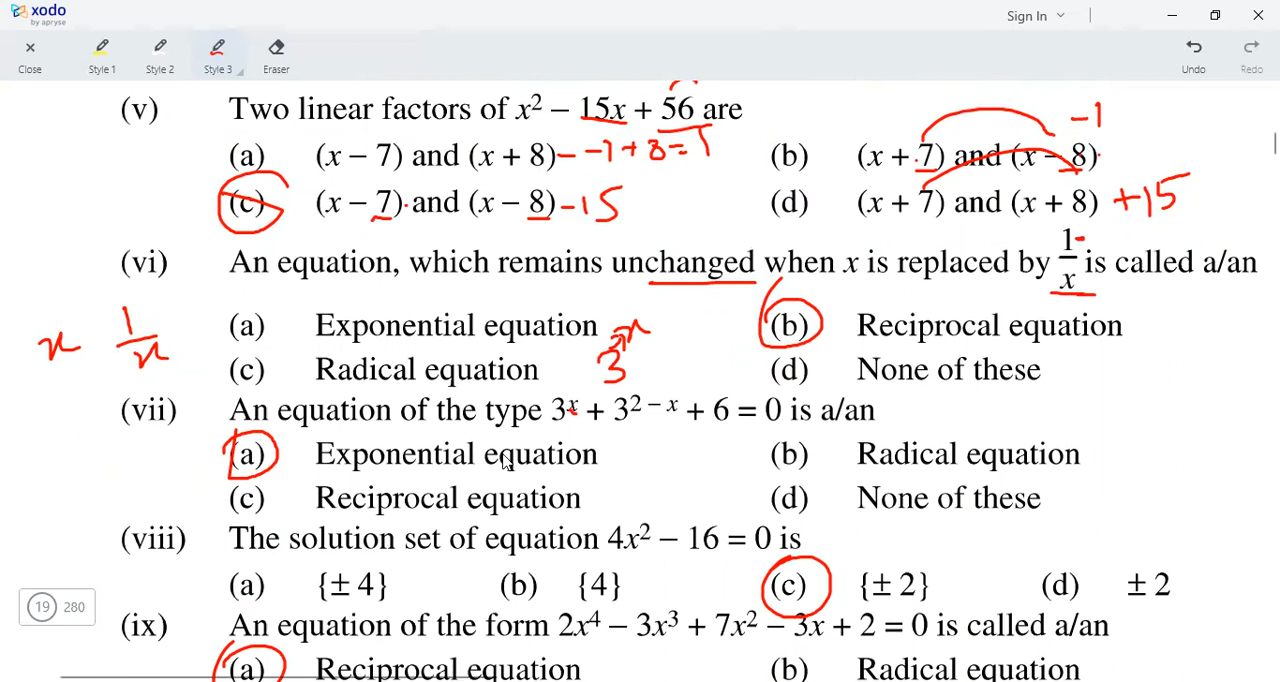 xodo
by apryse
Sign In
Close Style 1 Style 2 Style 3 Eraser Undo Redo
(v) Two linear factors of x² − 15x + 56 are
−1
(a) (x − 7) and (x + 8) − −7 + 8 = 1 (b) (x + 7) and (x − 8)
(c) (x − 7) and (x − 8) −15 (d) (x + 7) and (x + 8) +15
(vi) An equation, which remains unchanged when x is replaced by 1/x is called a/an
x 1/x
(a) Exponential equation (b) Reciprocal equation
3^x
(c) Radical equation (d) None of these
(vii) An equation of the type 3ˣ + 3²⁻ˣ + 6 = 0 is a/an
(a) Exponential equation (b) Radical equation
(c) Reciprocal equation (d) None of these
(viii) The solution set of equation 4x² − 16 = 0 is
(a) {± 4} (b) {4} (c) {± 2} (d) ± 2
19 280
(ix) An equation of the form 2x⁴ − 3x³ + 7x² − 3x + 2 = 0 is called a/an
(a) Reciprocal equation (b) Radical equation